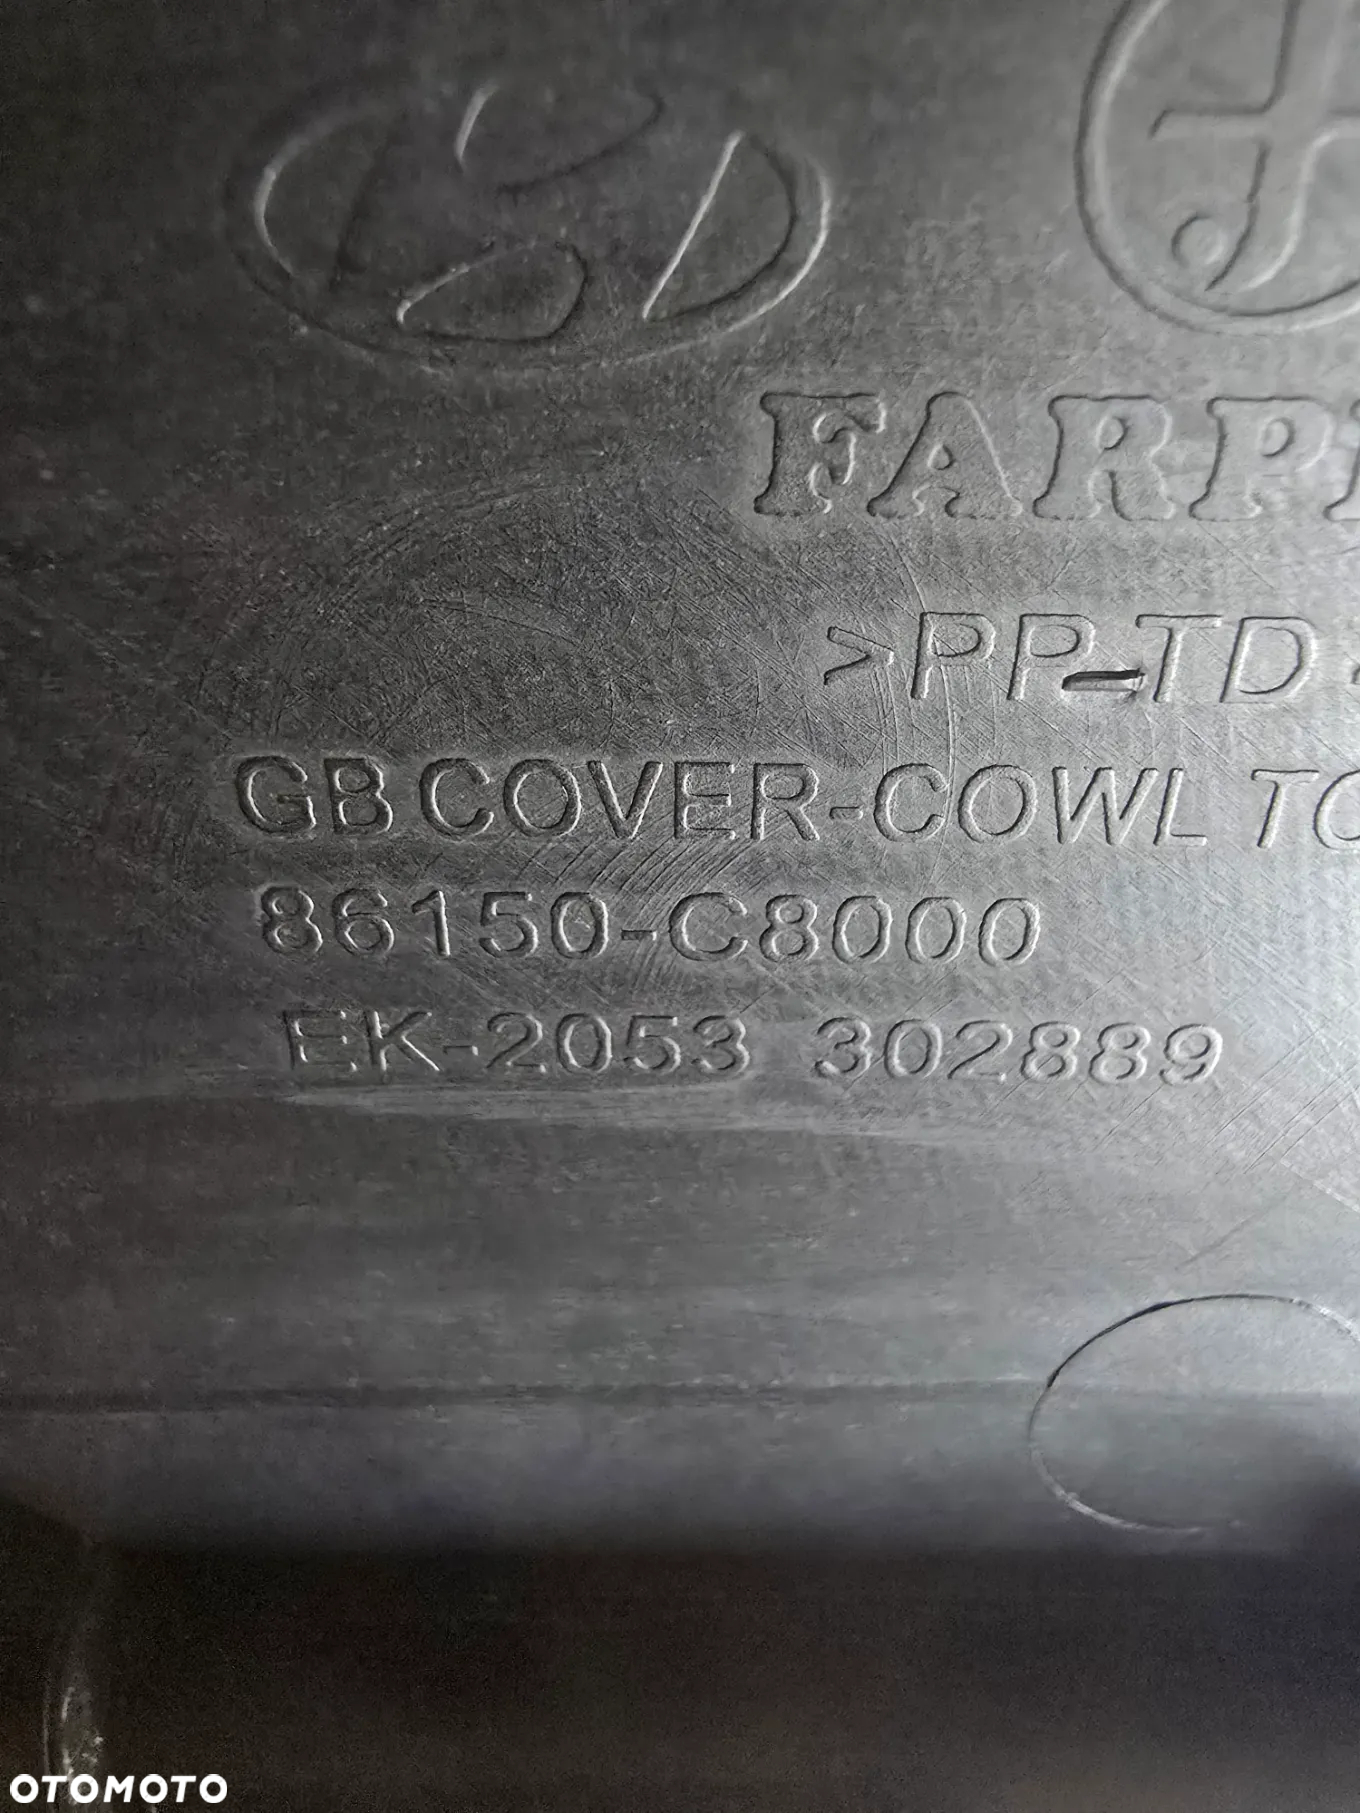 FARP
>PP-TD
GB COVER-COWL TO
86150-C8000
EK-2053 302889
OTOMOTO